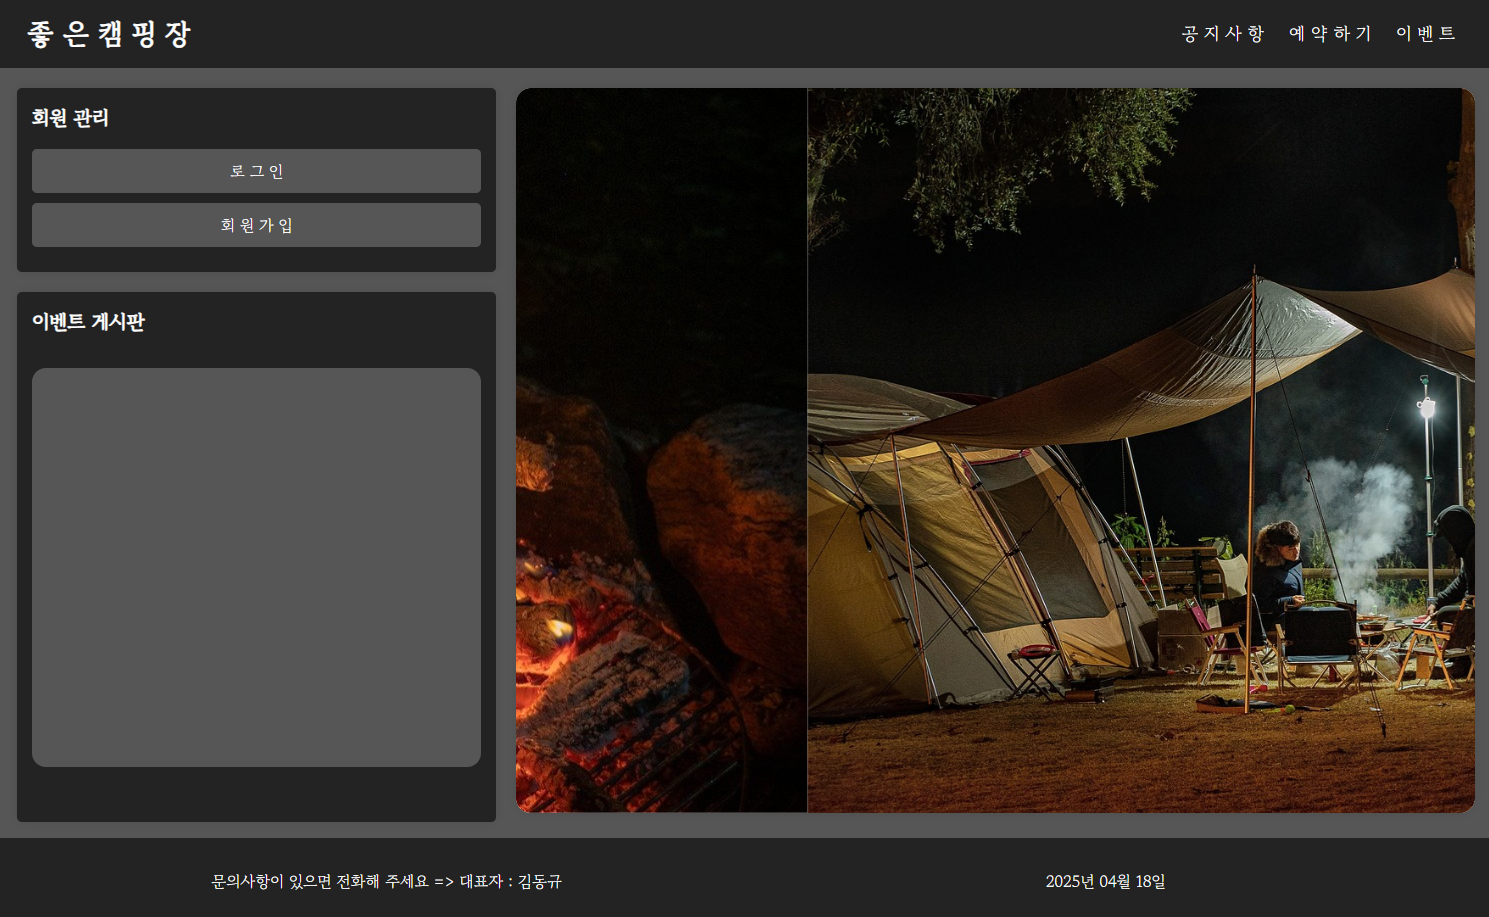 좋은캠핑장
공지사항 예약하기 이벤트
회원 관리
로그인
회원가입
이벤트 게시판
문의사항이 있으면 전화해 주세요 => 대표자 : 김동규
2025년 04월 18일